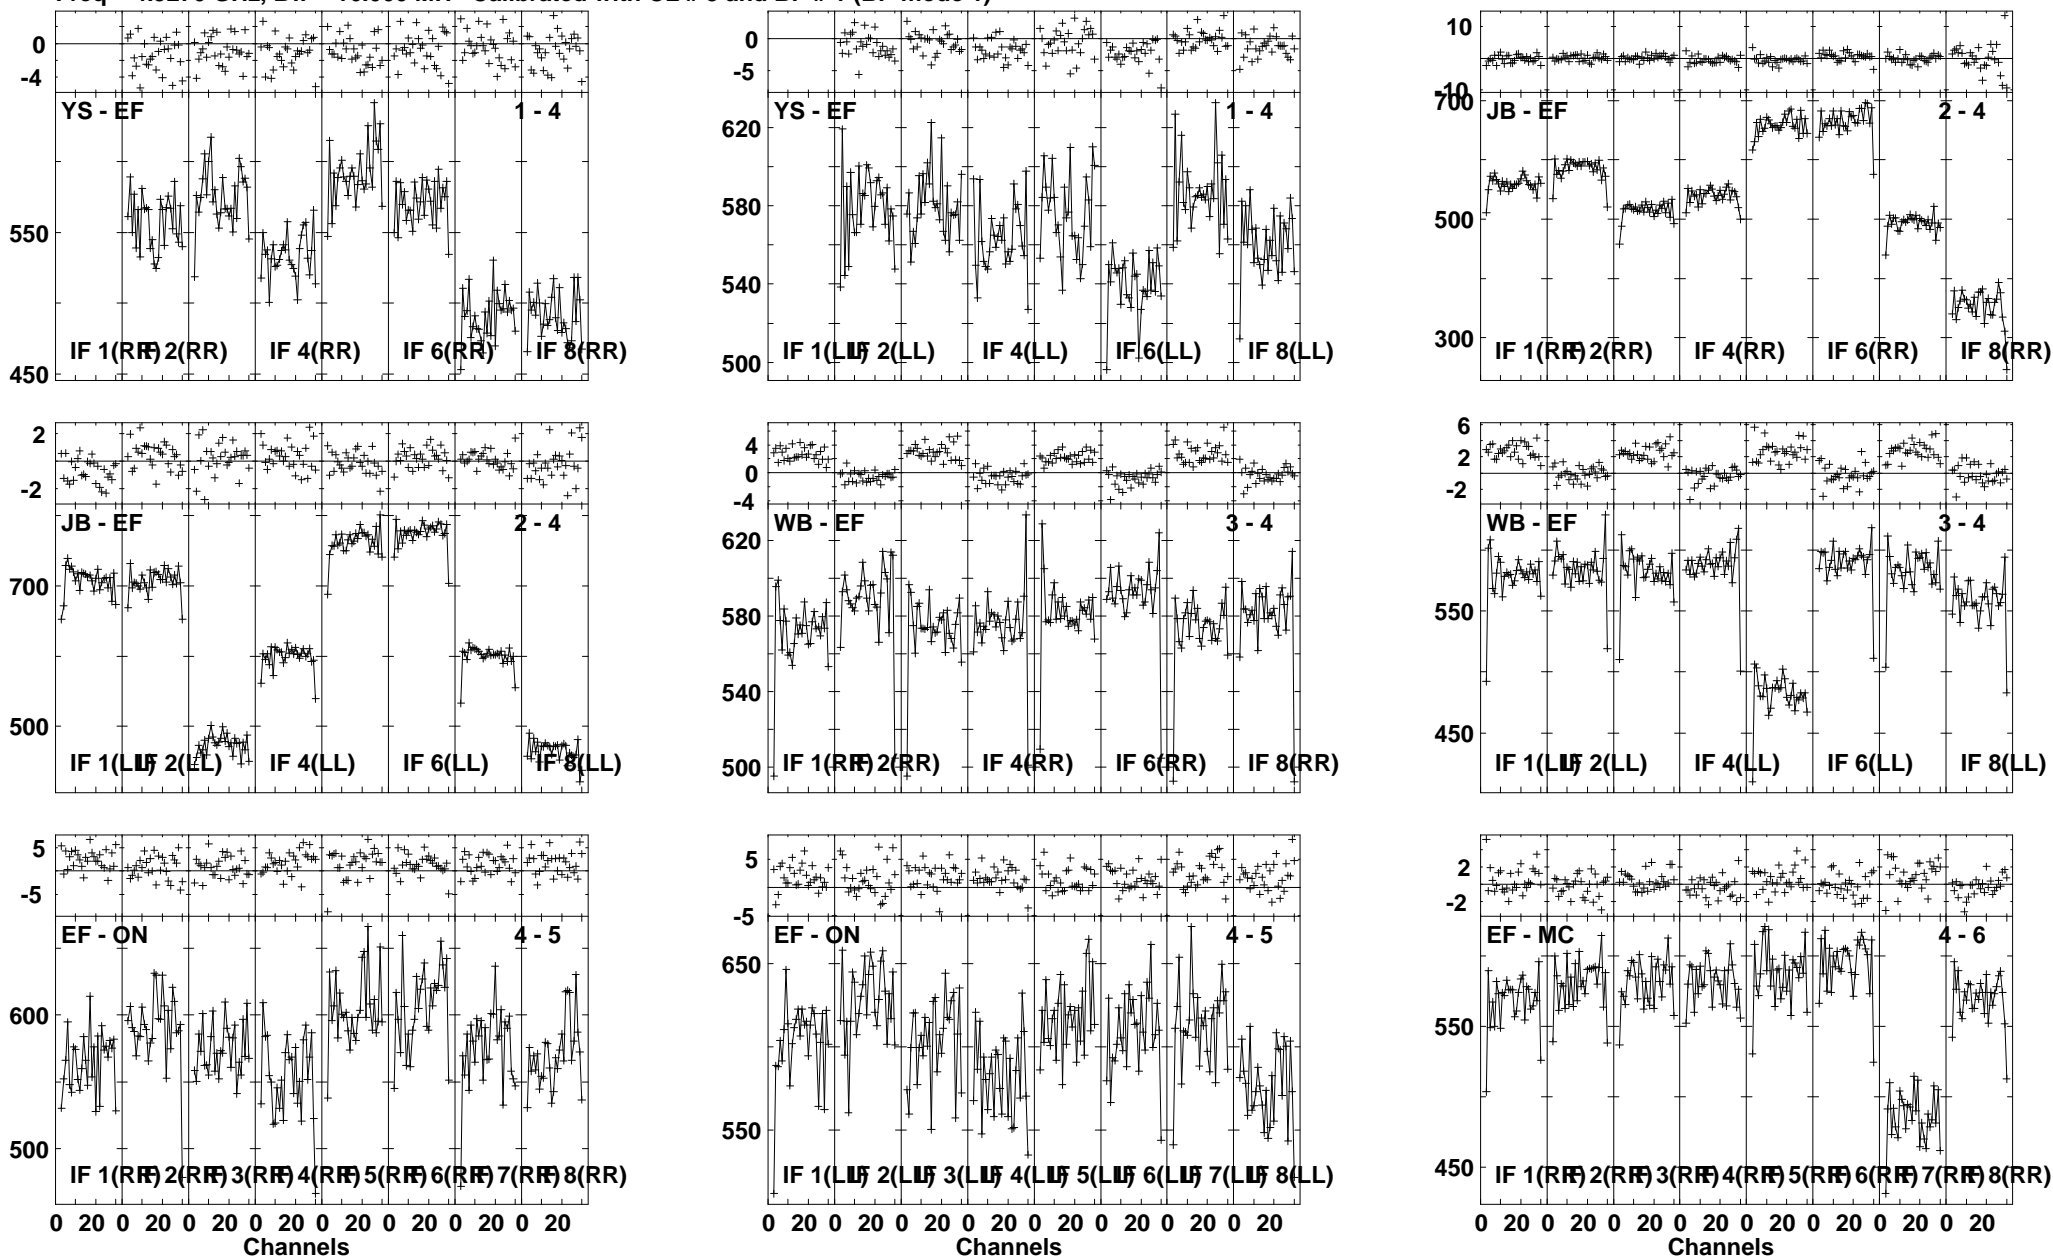 0
-4
YS - EF 1 - 4
550
450
IF 1(RR) IF 2(RR) IF 4(RR) IF 6(RR) IF 8(RR)
0
-5
YS - EF 1 - 4
620
580
540
500
IF 1(LL) IF 2(LL) IF 4(LL) IF 6(LL) IF 8(LL)
10
0
-10
700
JB - EF 2 - 4
500
300
IF 1(RR) IF 2(RR) IF 4(RR) IF 6(RR) IF 8(RR)
2
0
-2
JB - EF 2 - 4
700
500
IF 1(LL) IF 2(LL) IF 4(LL) IF 6(LL) IF 8(LL)
4
0
-4
WB - EF 3 - 4
620
580
540
500
IF 1(RR) IF 2(RR) IF 4(RR) IF 6(RR) IF 8(RR)
6
2
-2
WB - EF 3 - 4
550
450
IF 1(LL) IF 2(LL) IF 4(LL) IF 6(LL) IF 8(LL)
5
-5
EF - ON 4 - 5
600
500
IF 1(RR) IF 2(RR) IF 3(RR) IF 4(RR) IF 5(RR) IF 6(RR) IF 7(RR) IF 8(RR)
0 20 0 20 0 20 0 20 0 20 0 20 0 20 0 20
Channels
5
-5
EF - ON 4 - 5
650
550
IF 1(LL) IF 2(LL) IF 3(LL) IF 4(LL) IF 5(LL) IF 6(LL) IF 7(LL) IF 8(LL)
0 20 0 20 0 20 0 20 0 20 0 20 0 20 0 20
Channels
2
-2
EF - MC 4 - 6
550
450
IF 1(RR) IF 2(RR) IF 3(RR) IF 4(RR) IF 5(RR) IF 6(RR) IF 7(RR) IF 8(RR)
0 20 0 20 0 20 0 20 0 20 0 20 0 20 0 20
Channels